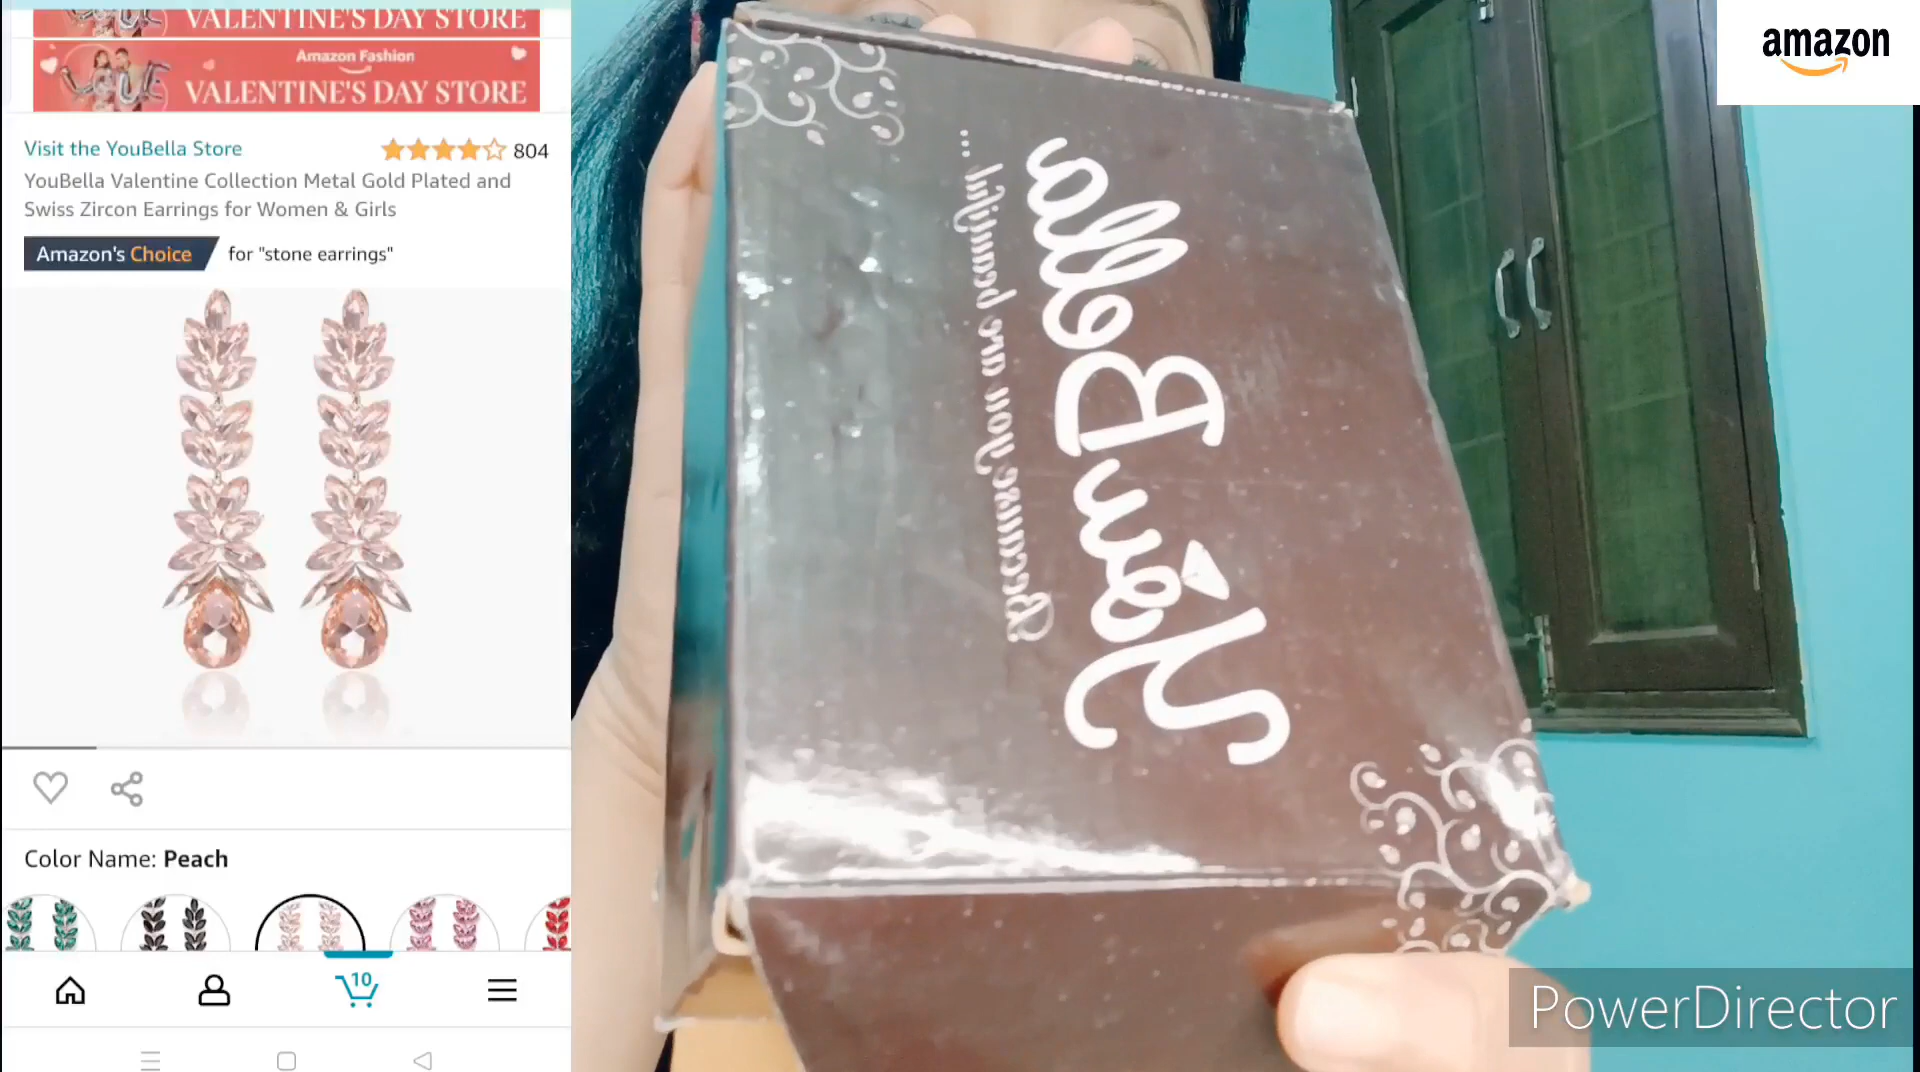 VALENTINE'S DAY STORE
Amazon Fashion
VALENTINE'S DAY STORE
Visit the YouBella Store
804
YouBella Valentine Collection Metal Gold Plated and
Swiss Zircon Earrings for Women & Girls
Amazon's Choice for "stone earrings"
Color Name: Peach
10
YouBella
Because you are beautiful...
amazon
PowerDirector